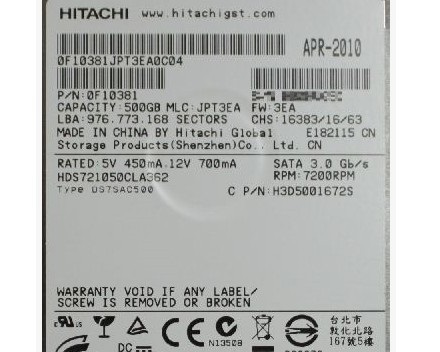 HITACHI www.hitachigst.com
APR-2010
0F10381JPT3EA0C04
P/N: 0F10381 S/N
CAPACITY: 500GB MLC: JPT3EA FW: 3EA
LBA: 976.773.168 SECTORS CHS: 16383/16/63
MADE IN CHINA BY Hitachi Global E182115 CN
Storage Products(Shenzhen)Co., Ltd. CN
RATED: 5V 450mA.12V 700mA SATA 3.0 Gb/s
HDS721050CLA362 RPM: 7200RPM
Type DS7SAC500 C P/N: H3D5001672S
WARRANTY VOID IF ANY LABEL/
SCREW IS REMOVED OR BROKEN
台北市
N13508 敦化北路
DC 167號5樓